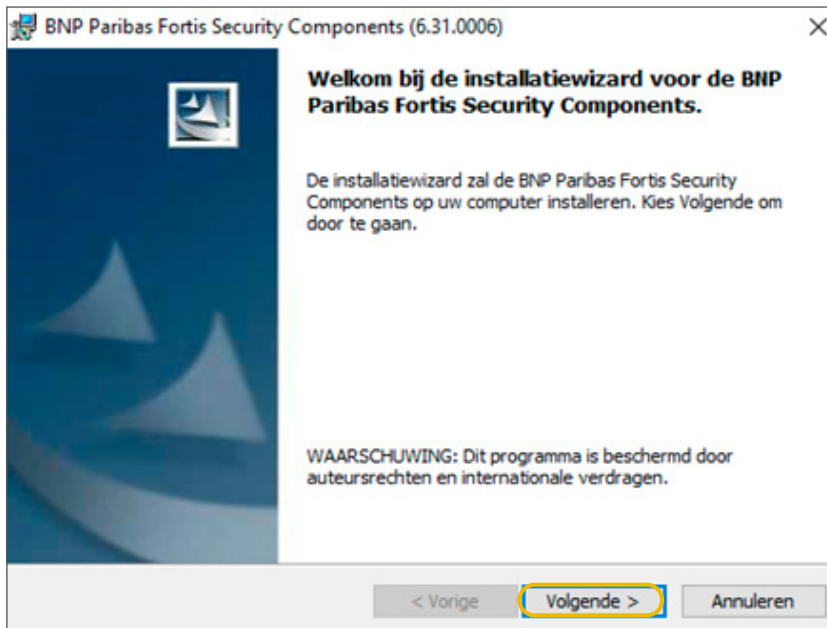 BNP Paribas Fortis Security Components (6.31.0006)
Welkom bij de installatiewizard voor de BNP
Paribas Fortis Security Components.
De installatiewizard zal de BNP Paribas Fortis Security
Components op uw computer installeren. Kies Volgende om
door te gaan.
WAARSCHUWING: Dit programma is beschermd door
auteursrechten en internationale verdragen.
< Vorige
Volgende >
Annuleren